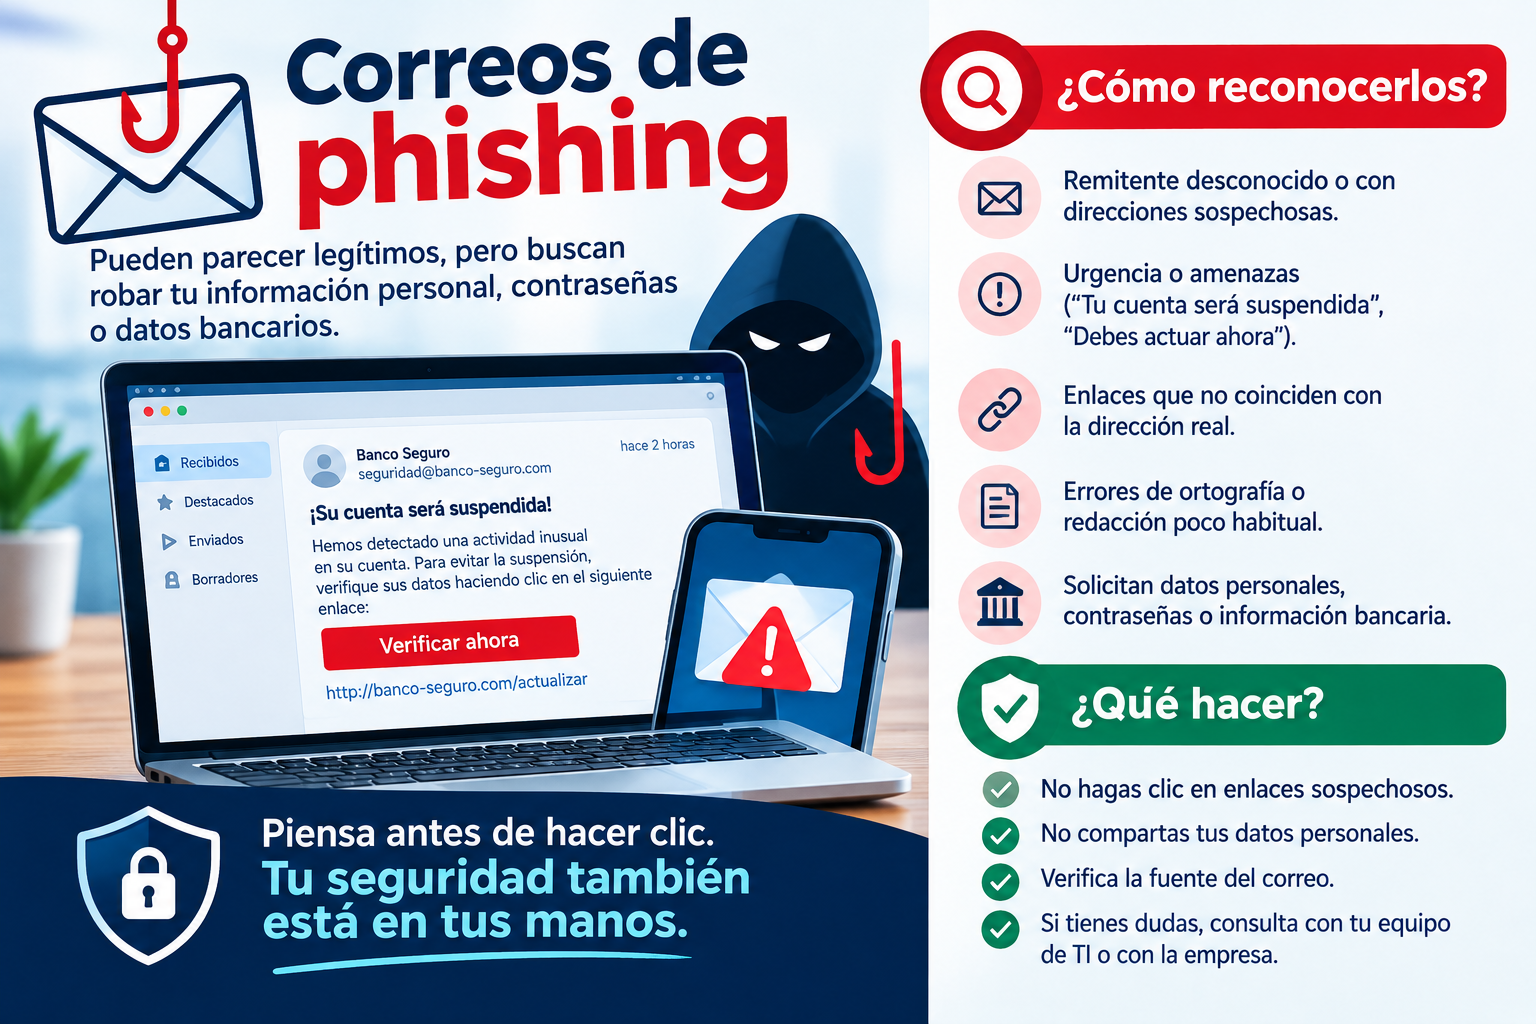 Correos de
phishing
Pueden parecer legítimos, pero buscan
robar tu información personal, contraseñas
o datos bancarios.
Recibidos
Destacados
Enviados
Borradores
Banco Seguro
seguridad@banco-seguro.com
hace 2 horas
¡Su cuenta será suspendida!
Hemos detectado una actividad inusual
en su cuenta. Para evitar la suspensión,
verifique sus datos haciendo clic en el siguiente
enlace:
Verificar ahora
http://banco-seguro.com/actualizar
Piensa antes de hacer clic.
Tu seguridad también
está en tus manos.
¿Cómo reconocerlos?
Remitente desconocido o con
direcciones sospechosas.
Urgencia o amenazas
(“Tu cuenta será suspendida”,
“Debes actuar ahora”).
Enlaces que no coinciden con
la dirección real.
Errores de ortografía o
redacción poco habitual.
Solicitan datos personales,
contraseñas o información bancaria.
¿Qué hacer?
No hagas clic en enlaces sospechosos.
No compartas tus datos personales.
Verifica la fuente del correo.
Si tienes dudas, consulta con tu equipo
de TI o con la empresa.